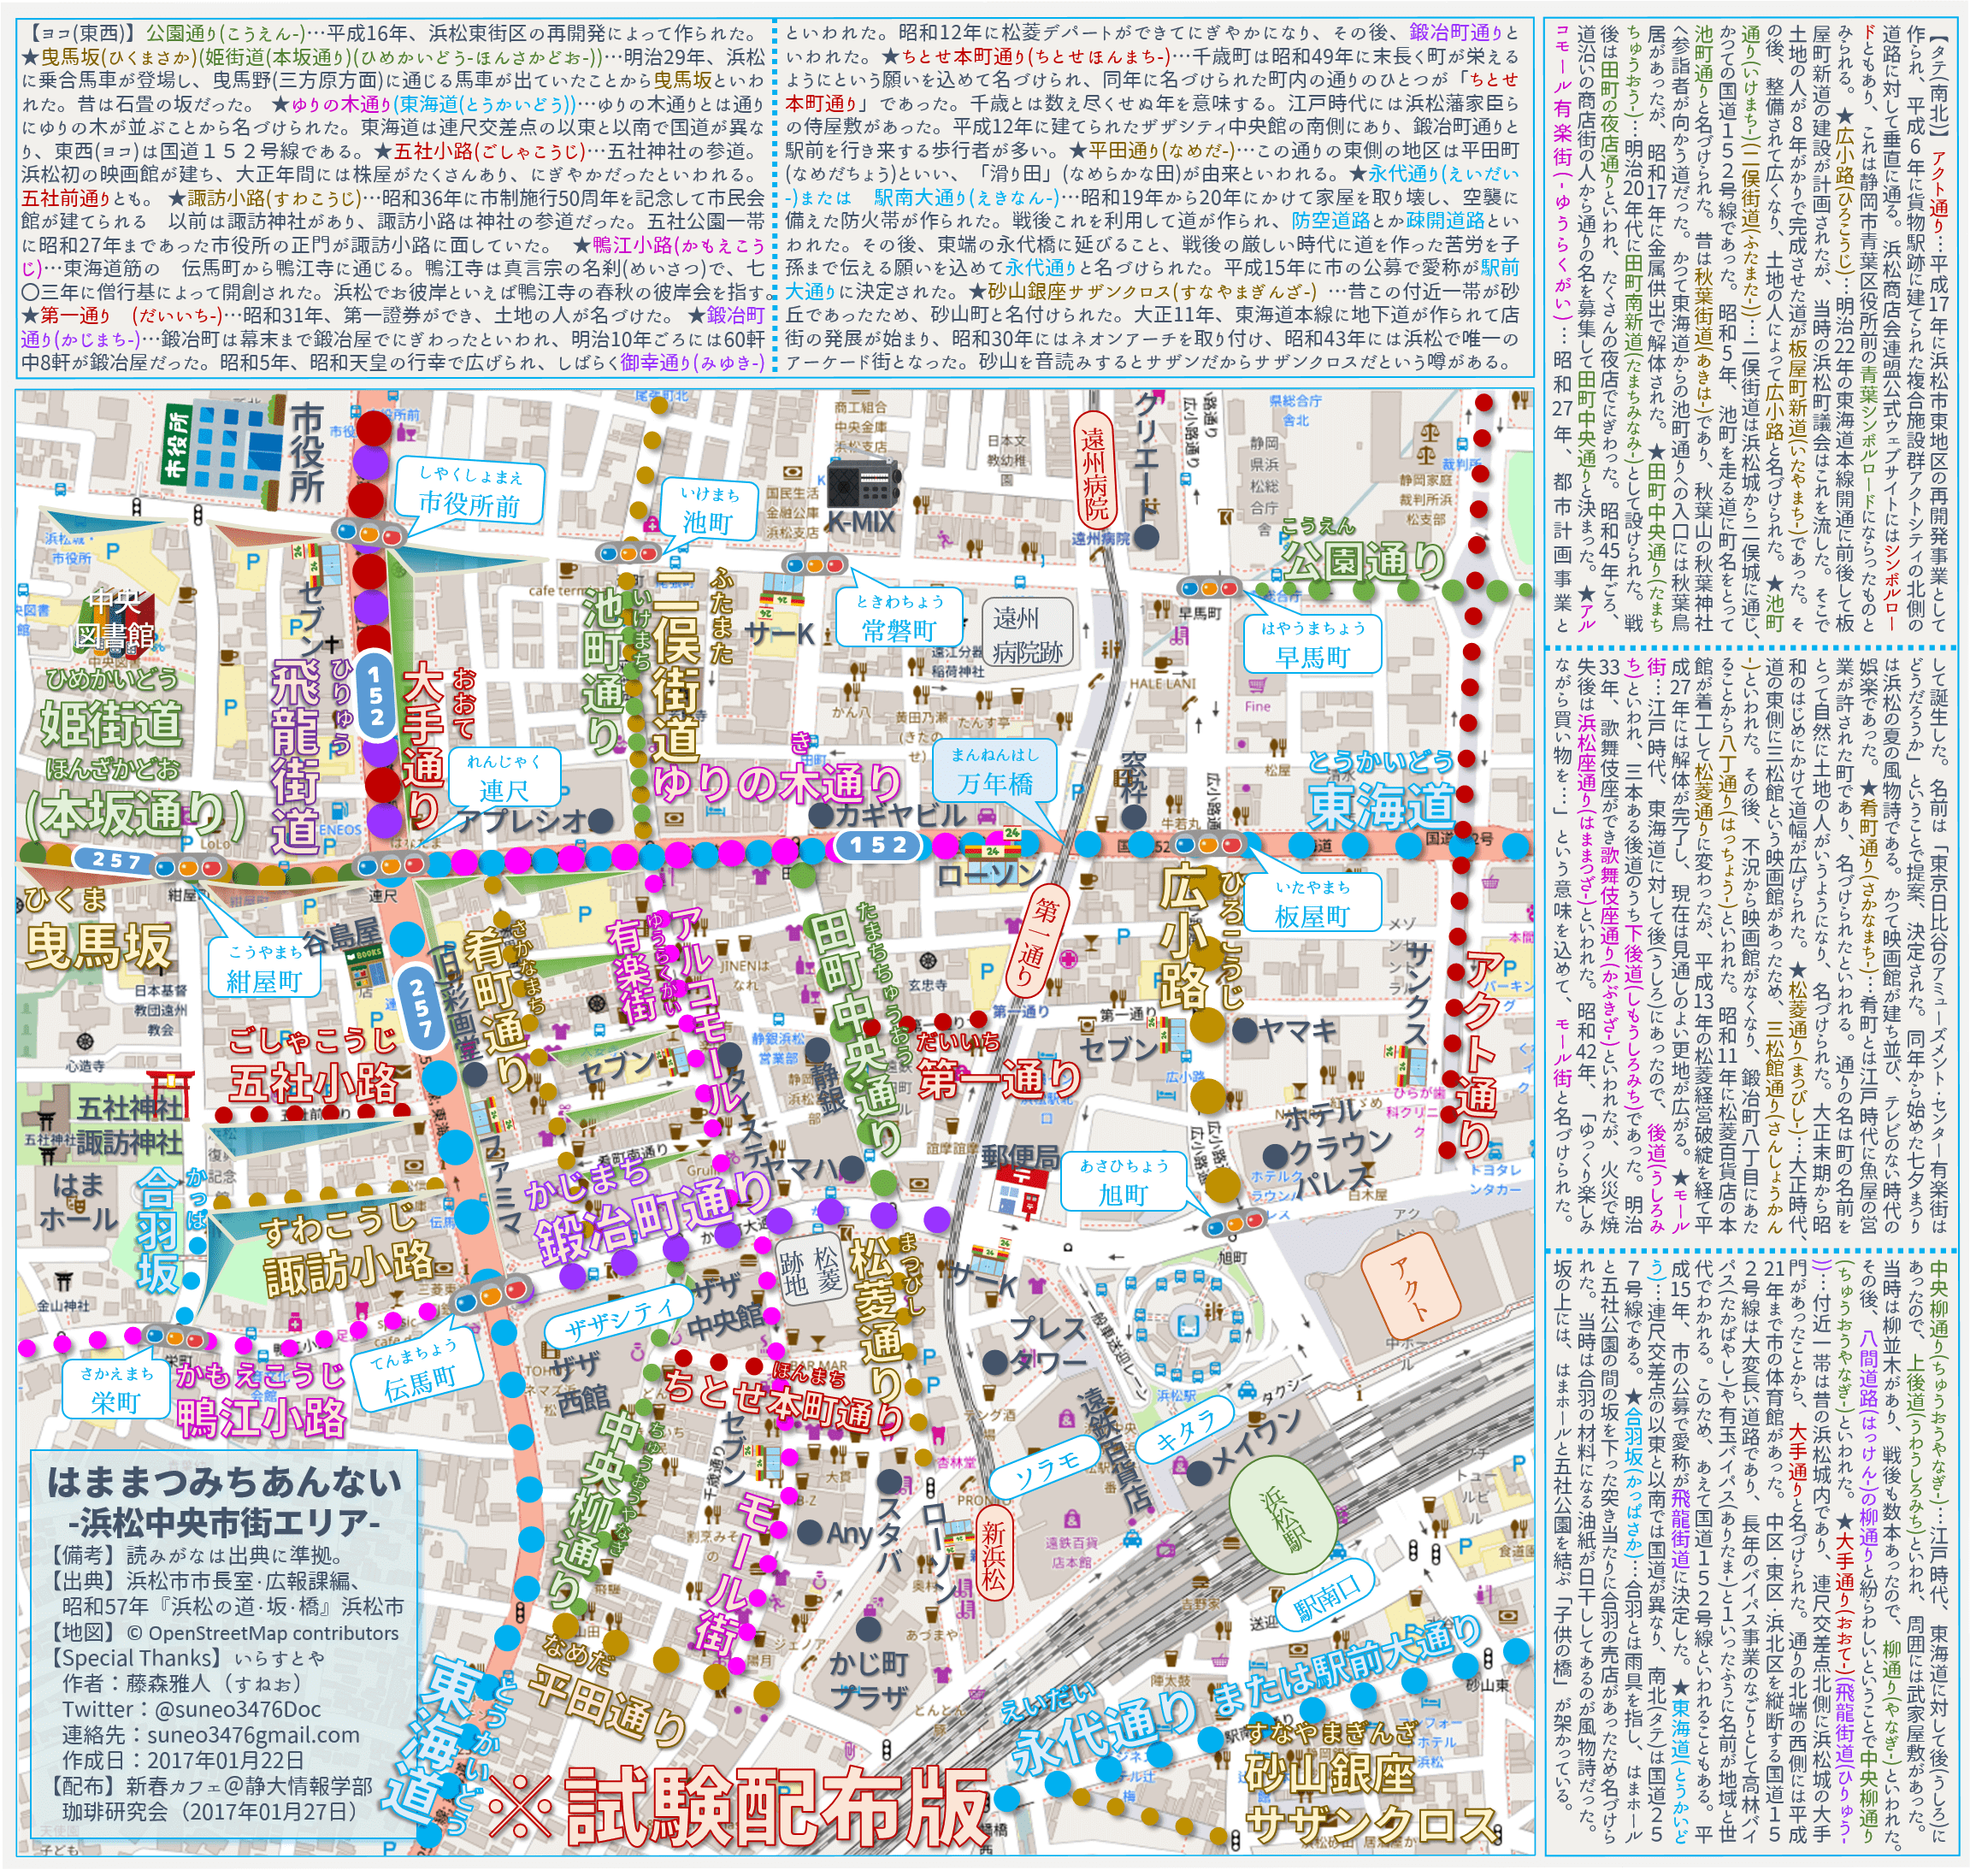 【ヨコ(東西)】公園通り(こうえん-)…平成16年、浜松東街区の再開発によって作られた。
★曳馬坂(ひくまさか)(姫街道(本坂通り)(ひめかいどう-ほんさかどお-))…明治29年、浜松
に乗合馬車が登場し、曳馬野(三方原方面)に通じる馬車が出ていたことから曳馬坂といわ
れた。昔は石畳の坂だった。 ★ゆりの木通り(東海道(とうかいどう))…ゆりの木通りとは通り
にゆりの木が並ぶことから名づけられた。東海道は連尺交差点の以東と以南で国道が異な
り、東西(ヨコ)は国道１５２号線である。★五社小路(ごしゃこうじ)…五社神社の参道。
浜松初の映画館が建ち、大正年間には株屋がたくさんあり、にぎやかだったといわれる。
五社前通りとも。 ★諏訪小路(すわこうじ)…昭和36年に市制施行50周年を記念して市民会
館が建てられる　以前は諏訪神社があり、諏訪小路は神社の参道だった。五社公園一帯
に昭和27年まであった市役所の正門が諏訪小路に面していた。 ★鴨江小路(かもえこう
じ)…東海道筋の　伝馬町から鴨江寺に通じる。鴨江寺は真言宗の名刹(めいさつ)で、七
〇三年に僧行基によって開創された。浜松でお彼岸といえば鴨江寺の春秋の彼岸会を指す。
★第一通り　(だいいち-)…昭和31年、第一證券ができ、土地の人が名づけた。 ★鍛冶町
通り(かじまち-)…鍛冶町は幕末まで鍛冶屋でにぎわったといわれ、明治10年ごろには60軒
中8軒が鍛冶屋だった。昭和5年、昭和天皇の行幸で広げられ、しばらく御幸通り(みゆき-)
といわれた。昭和12年に松菱デパートができてにぎやかになり、その後、鍛冶町通りと
いわれた。★ちとせ本町通り(ちとせほんまち-)…千歳町は昭和49年に末長く町が栄える
ようにという願いを込めて名づけられ、同年に名づけられた町内の通りのひとつが「ちとせ
本町通り」であった。千歳とは数え尽くせぬ年を意味する。江戸時代には浜松藩家臣ら
の侍屋敷があった。平成12年に建てられたザザシティ中央館の南側にあり、鍛冶町通りと
駅前を行き来する歩行者が多い。★平田通り(なめだ-)…この通りの東側の地区は平田町
(なめだちょう)といい、「滑り田」(なめらかな田)が由来といわれる。★永代通り(えいだい
-)または　駅南大通り(えきなん-)…昭和19年から20年にかけて家屋を取り壊し、空襲に
備えた防火帯が作られた。戦後これを利用して道が作られ、防空道路とか疎開道路とい
われた。その後、東端の永代橋に延びること、戦後の厳しい時代に道を作った苦労を子
孫まで伝える願いを込めて永代通りと名づけられた。平成15年に市の公募で愛称が駅前
大通りに決定された。★砂山銀座サザンクロス(すなやまぎんざ-) …昔この付近一帯が砂
丘であったため、砂山町と名付けられた。大正11年、東海道本線に地下道が作られて店
街の発展が始まり、昭和30年にはネオンアーチを取り付け、昭和43年には浜松で唯一の
アーケード街となった。砂山を音読みするとサザンだからサザンクロスだという噂がある。
【タテ(南北)】アクト通り…平成17年に浜松市東地区の再開発事業として
作られ、平成6年に貨物駅跡に建てられた複合施設群アクトシティの北側の
道路に対して垂直に通る。浜松商店会連盟公式ウェブサイトにはシンボルロー
ドともあり、これは静岡市青葉区役所前の青葉シンボルロードにならったものと
みられる。★広小路(ひろこうじ)…明治22年の東海道本線開通に前後して板
屋町新道の建設が計画されたが、当時の浜松町議会はこれを流した。そこで
土地の人が8年がかりで完成させた道が板屋町新道(いたやまち-)であった。そ
の後、整備されて広くなり、土地の人によって広小路と名づけられた。★池町
通り(いけまち-)(二俣街道(ふたまた-))…二俣街道は浜松城から二俣城に通じ、
かつての国道１５２号線であった。昭和5年、池町を走る道に町名をとって
池町通りと名づけられた。昔は秋葉街道(あきは-)であり、秋葉山の秋葉神社
へ参詣者が向かう道だった。かつて東海道からの池町通りへの入口には秋葉鳥
居があったが、昭和17年に金属供出で解体された。★田町中央通り(たまち
ちゅうおう-)…明治20年代に田町南新道(たまちみなみ-)として設けられた。戦
後は田町の夜店通りといわれ、たくさんの夜店でにぎわった。昭和45年ごろ、
道沿いの商店街の人から通りの名を募集して田町中央通りと決まった。★アル
コモール有楽街(-ゆうらくがい)…昭和27年、都市計画事業と
して誕生した。名前は「東京日比谷のアミューズメント・センター有楽街は
どうだろうか」ということで提案、決定された。同年から始めた七夕まつり
は浜松の夏の風物詩である。かつて映画館が建ち並び、テレビのない時代の
娯楽であった。★肴町通り(さかなまち-)…肴町とは江戸時代に魚屋の営
業が許された町であり、名づけられたといわれる。通りの名は町の名前を
とって自然に土地の人がいうようになり、名づけられた。大正末期から昭
和のはじめにかけて道幅が広げられた。★松菱通り(まつびし-)…大正時代、
道の東側に三松館という映画館があったため、三松館通り(さんしょうかん
-)といわれた。その後、不況から映画館がなくなり、鍛冶町八丁目にあた
ることから八丁通り(はっちょう-)といわれた。昭和11年に松菱百貨店の本
館が着工して松菱通りに変わったが、平成13年の松菱経営破綻を経て平
成27年には解体が完了し、現在は見通しのよい更地が広がる。★モール
街…江戸時代、東海道に対して後(うしろ)にあったので、後道(うしろみ
ち)といわれ、三本ある後道のうち下後道(しもうしろみち)であった。明治
33年、歌舞伎座ができ歌舞伎座通り(かぶきざ-)といわれたが、火災で焼
失後は浜松座通り(はままつざ-)といわれた。昭和42年、「ゆっくり楽しみ
ながら買い物を…」という意味を込めて、モール街と名づけられた。
中央柳通り(ちゅうおうやなぎ-)…江戸時代、東海道に対して後(うしろ)に
あったので、上後道(うわうしろみち)といわれ、周囲には武家屋敷があった。
当時は柳並木があり、戦後も数本あったので、柳通り(やなぎ-)といわれた。
その後、八間道路(はっけん-)の柳通りと紛らわしいということで中央柳通り
(ちゅうおうやなぎ-)といわれた。★大手通り(おおて-)(飛龍街道(ひりゅう-
))…付近一帯は昔の浜松城内であり、連尺交差点北側に浜松城の大手
門があったことから、大手通りと名づけられた。通りの北端の西側には平成
21年まで市の体育館があった。中区・東区・浜北区を縦断する国道１５
２号線は大変長い道路であり、長年のバイパス事業のなごりとして高林バイ
パス(たかばやし-)や有玉バイパス(ありたま-)といったふうに名前が地域と世
代でわかれる。このため、あえて国道１５２号線といわれることもある。平
成15年、市の公募で愛称が飛龍街道に決定した。★東海道(とうかいど
う)…連尺交差点の以東と以南では国道が異なり、南北(タテ)は国道２５
７号線である。★合羽坂(かっぱさか)…合羽とは雨具を指し、はまホール
と五社公園の間の坂を下った突き当たりに合羽の売店があったため名づけら
れた。当時は合羽の材料になる油紙が日干してあるのが風物詩だった。
坂の上には、はまホールと五社公園を結ぶ「子供の橋」が架かっている。
市役所
市役所
しゃくしょまえ
市役所前
いけまち
池町
K-MIX
遠州病院
クリエート
こうえん
公園通り
ときわちょう
常磐町
遠州
病院跡
早馬町
はやうまちょう
早馬町
中央
図書館
セブン
サーK
ふたまた
二俣街道
いけまち
池町通り
ひめかいどう
姫街道
ほんざかどお
(本坂通り)
ひりゅう
飛龍街道
152
おおて
大手通り
れんじゃく
連尺
アプレシオ
き
ゆりの木通り
カギヤビル
まんねんはし
万年橋
窓枠
とうかいどう
東海道
257
152
ローソン
ひくま
曳馬坂
こうやまち
紺屋町
谷島屋
257
(旧)彩画堂
さかなまち
肴町通り
ゆうらくがい
有楽街
アルコモール
たまちちゅうおう
田町中央通り
第一通り
ひろこうじ
広小路
いたやまち
板屋町
サンクス
アクト通り
ごしゃこうじ
五社小路
五社神社
諏訪神社
セブン
静銀
だいいち
第一通り
セブン
ヤマキ
ホテル
クラウン
パレス
はま
ホール
かっぱ
合羽坂
すわこうじ
諏訪小路
ファミマ
かじまち
鍛冶町通り
ヤマハ
郵便局
あさひちょう
旭町
松菱
跡地
まつびし
松菱通り
サーK
アクト
ザザシティ
ザザ
中央館
ザザ
西館
さかえまち
栄町
かもえこうじ
鴨江小路
てんまちょう
伝馬町
プレス
タワー
ほんまち
ちとせ本町通り
ちゅうおうやなぎ
中央柳通り
セブン
モール街
Any
スタバ
ローソン
新浜松
ソラモ
遠鉄百貨店
キタラ
メイワン
浜松駅
駅南口
なめだ
平田通り
かじ町
プラザ
えいだい
永代通りまたは駅前大通り
すなやまぎんざ
砂山銀座
サザンクロス
とうかいどう
東海道
はままつみちあんない
-浜松中央市街エリア-
【備考】読みがなは出典に準拠。
【出典】浜松市市長室･広報課編、
昭和57年『浜松の道･坂･橋』浜松市
【地図】© OpenStreetMap contributors
【Special Thanks】いらすとや
作者：藤森雅人（すねお）
Twitter：@suneo3476Doc
連絡先：suneo3476gmail.com
作成日：2017年01月22日
【配布】新春カフェ@静大情報学部
珈琲研究会（2017年01月27日）
※試験配布版